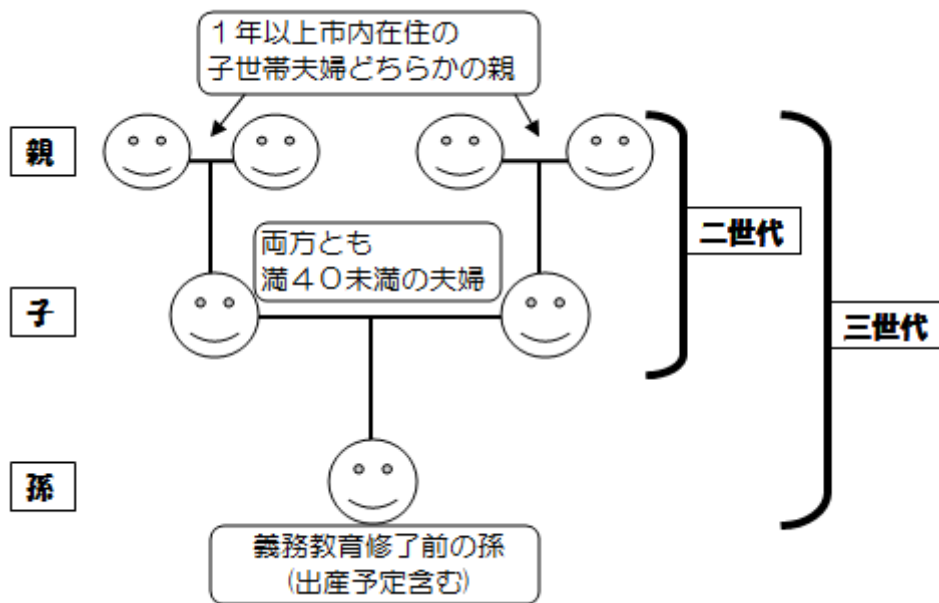 １年以上市内在住の
子世帯夫婦どちらかの親
親
二世代
両方とも
満４０未満の夫婦
子
三世代
孫
義務教育修了前の孫
(出産予定含む)